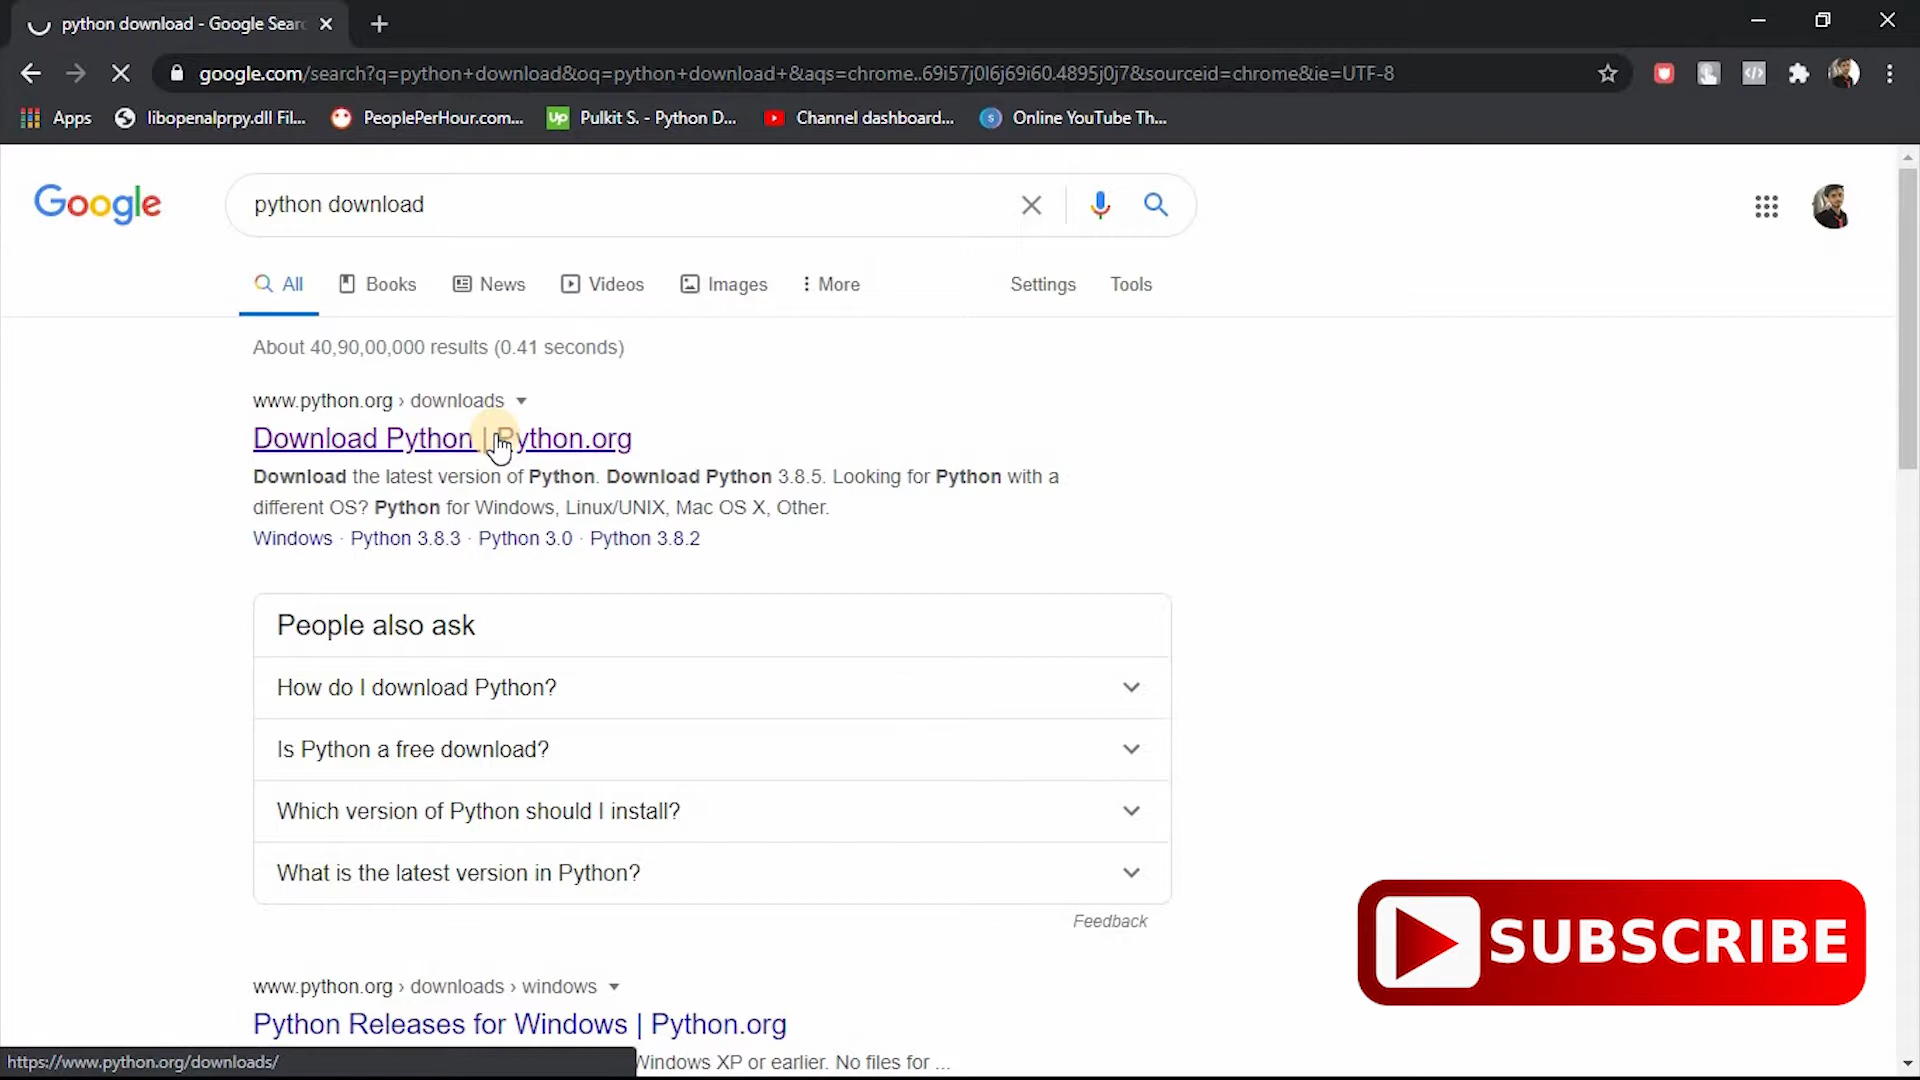 python download - Google Sear
google.com/search?q=python+download&oq=python+download+&aqs=chrome..69i57j0l6j69i60.4895j0j7&sourceid=chrome&ie=UTF-8
Apps libopenalprpy.dll Fil... PeoplePerHour.com... Up Pulkit S. - Python D... Channel dashboard... S Online YouTube Th...
Google python download
All Books News Videos Images More Settings Tools
About 40,90,00,000 results (0.41 seconds)
www.python.org › downloads
Download Python | Python.org
Download the latest version of Python. Download Python 3.8.5. Looking for Python with a
different OS? Python for Windows, Linux/UNIX, Mac OS X, Other.
Windows · Python 3.8.3 · Python 3.0 · Python 3.8.2
People also ask
How do I download Python?
Is Python a free download?
Which version of Python should I install?
What is the latest version in Python?
Feedback
SUBSCRIBE
www.python.org › downloads › windows
Python Releases for Windows | Python.org
Windows XP or earlier. No files for ...
https://www.python.org/downloads/